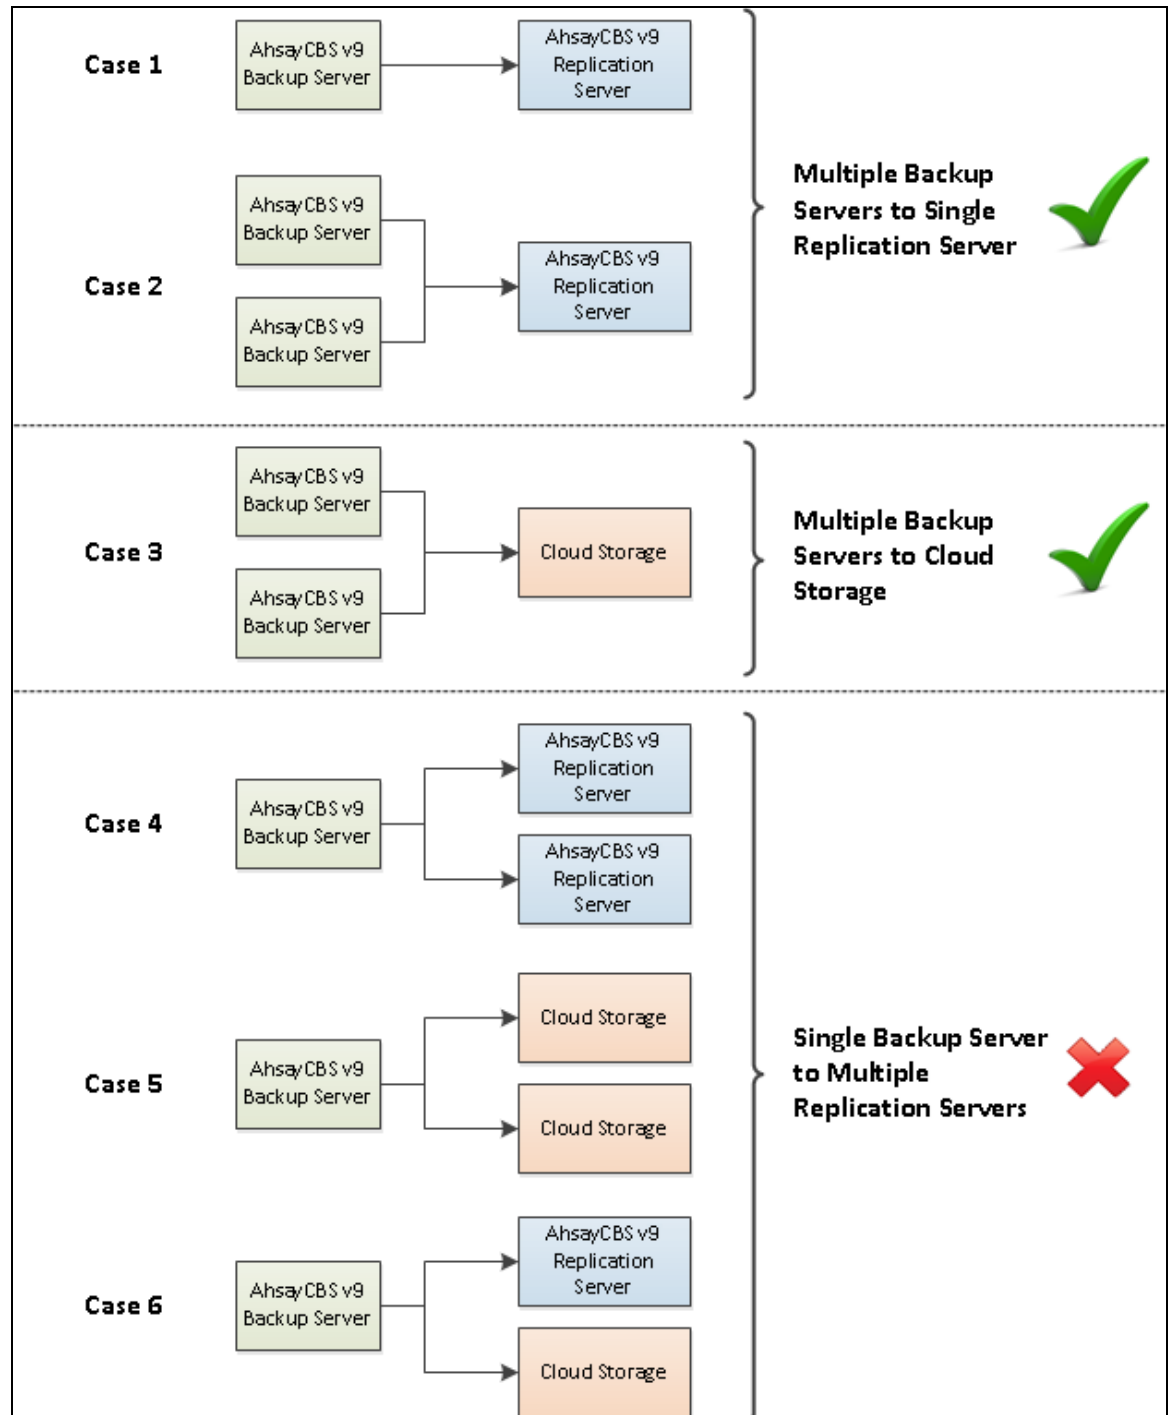 Case 1
AhsayCBS v9
Backup Server
AhsayCBS v9
Replication
Server
Case 2
AhsayCBS v9
Backup Server
AhsayCBS v9
Backup Server
AhsayCBS v9
Replication
Server
Multiple Backup
Servers to Single
Replication Server
Case 3
AhsayCBS v9
Backup Server
AhsayCBS v9
Backup Server
Cloud Storage
Multiple Backup
Servers to Cloud
Storage
Case 4
AhsayCBS v9
Backup Server
AhsayCBS v9
Replication
Server
AhsayCBS v9
Replication
Server
Case 5
AhsayCBS v9
Backup Server
Cloud Storage
Cloud Storage
Single Backup Server
to Multiple
Replication Servers
Case 6
AhsayCBS v9
Backup Server
AhsayCBS v9
Replication
Server
Cloud Storage